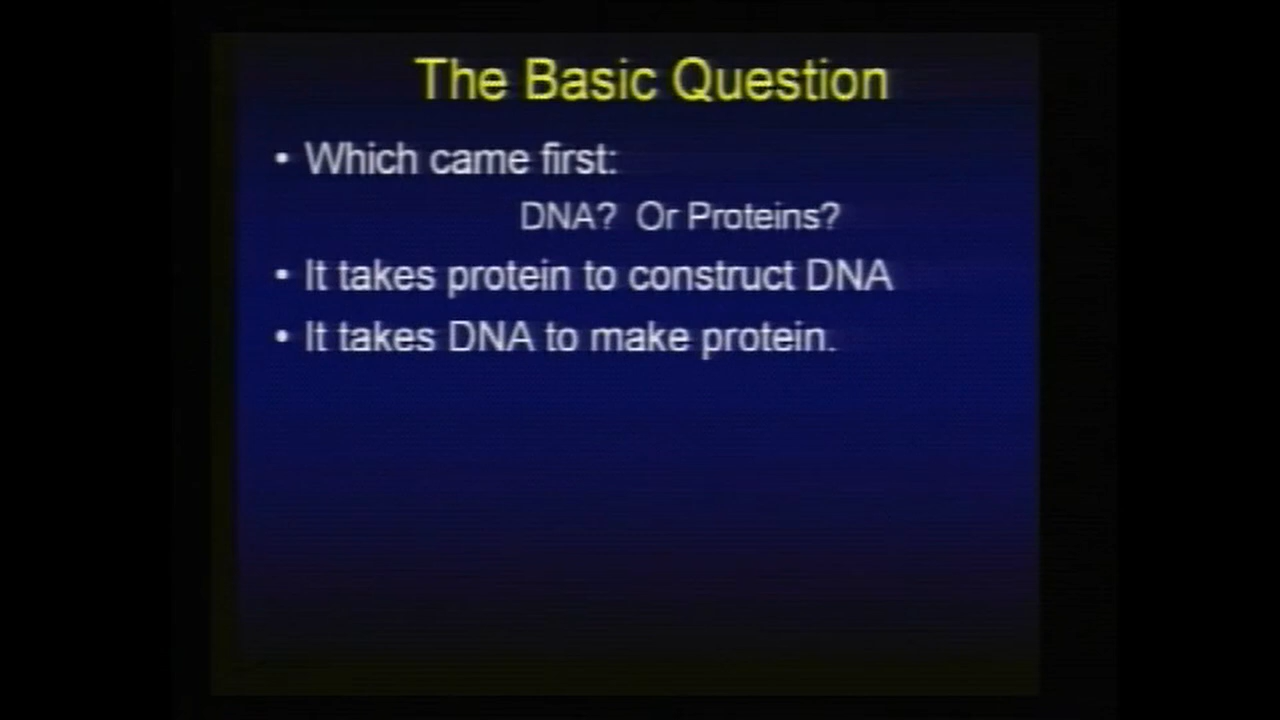 The Basic Question
• Which came first:
DNA? Or Proteins?
• It takes protein to construct DNA
• It takes DNA to make protein.